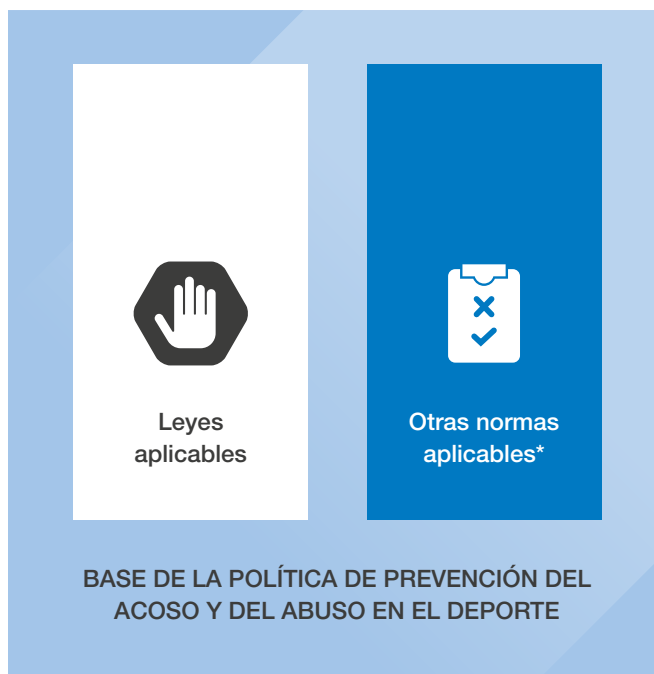 Leyes
aplicables
Otras normas
aplicables*
BASE DE LA POLÍTICA DE PREVENCIÓN DEL
ACOSO Y DEL ABUSO EN EL DEPORTE